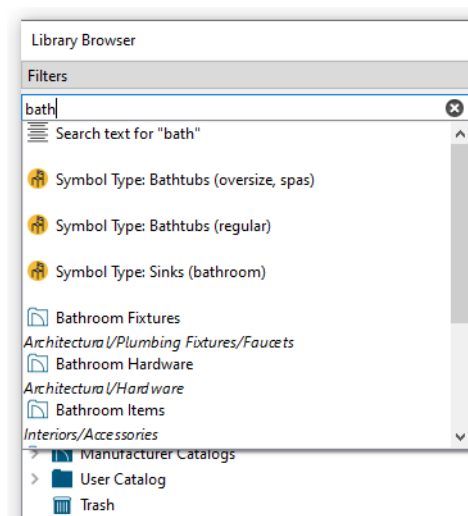 Library Browser
Filters
bath
Search text for "bath"
Symbol Type: Bathtubs (oversize, spas)
Symbol Type: Bathtubs (regular)
Symbol Type: Sinks (bathroom)
Bathroom Fixtures
Architectural/Plumbing Fixtures/Faucets
Bathroom Hardware
Architectural/Hardware
Bathroom Items
Interiors/Accessories
Manufacturer Catalogs
User Catalog
Trash